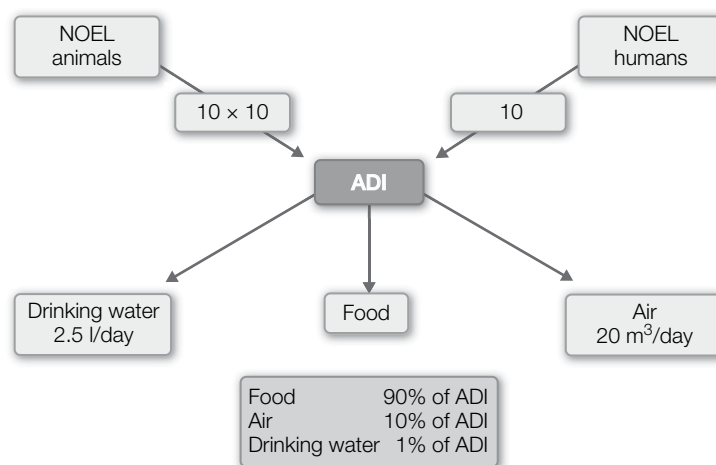 NOEL
animals
NOEL
humans
10 × 10
10
ADI
Drinking water
2.5 l/day
Food
Air
20 m³/day
Food 90% of ADI
Air 10% of ADI
Drinking water 1% of ADI